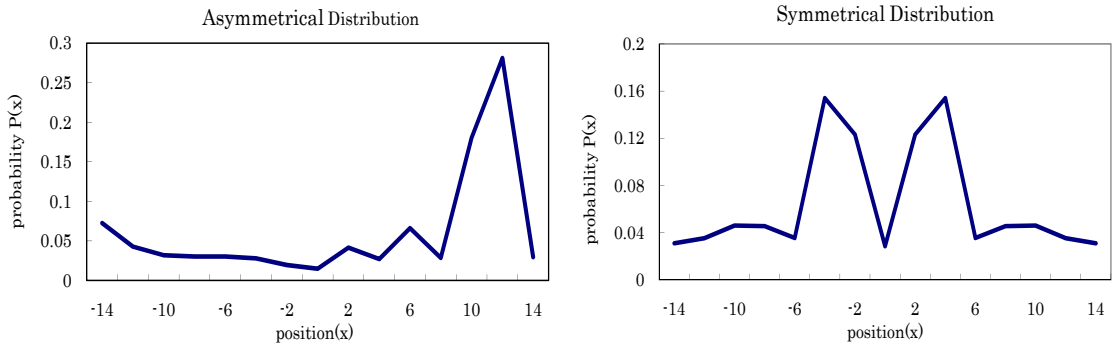 Asymmetrical Distribution
0.3
0.25
0.2
0.15
0.1
0.05
0
probability P(x)
-14 -10 -6 -2 2 6 10 14
position(x)
Symmetrical Distribution
0.2
0.16
0.12
0.08
0.04
0
probability P(x)
-14 -10 -6 -2 2 6 10 14
position(x)